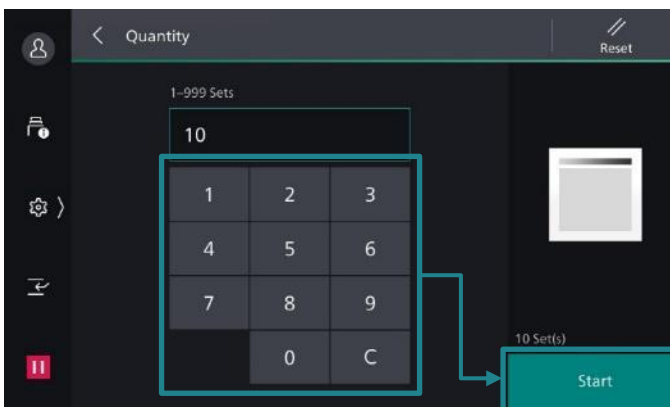 Quantity
Reset
1–999 Sets
10
1 2 3
4 5 6
7 8 9
0 C
10 Set(s)
Start